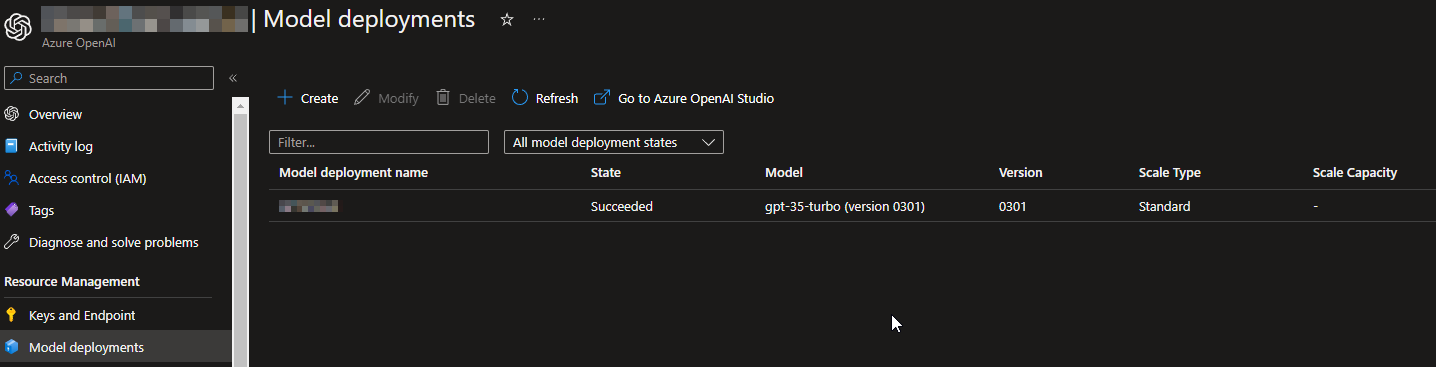 | Model deployments
Azure OpenAI
Search
Overview
Activity log
Access control (IAM)
Tags
Diagnose and solve problems
Resource Management
Keys and Endpoint
Model deployments
Create Modify Delete Refresh Go to Azure OpenAI Studio
Filter... All model deployment states
Model deployment name State Model Version Scale Type Scale Capacity
Succeeded gpt-35-turbo (version 0301) 0301 Standard -